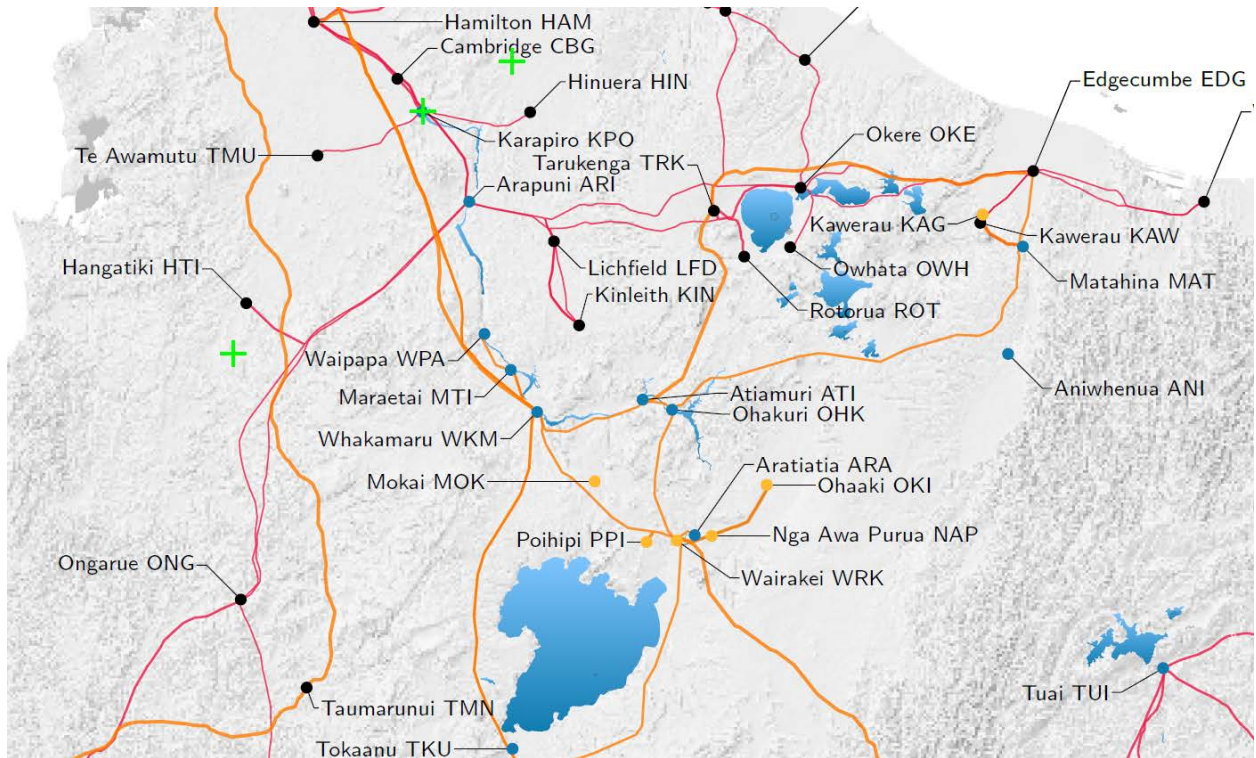 Hamilton HAM
Cambridge CBG
Hinuera HIN
Edgecumbe EDG
Karapiro KPO
Okere OKE
Te Awamutu TMU
Tarukenga TRK
Arapuni ARI
Kawerau KAG
Kawerau KAW
Hangatiki HTI
Lichfield LFD
Owhata OWH
Matahina MAT
Kinleith KIN
Rotorua ROT
Waipapa WPA
Aniwhenua ANI
Maraetai MTI
Atiamuri ATI
Ohakuri OHK
Whakamaru WKM
Aratiatia ARA
Mokai MOK
Ohaaki OKI
Poihipi PPI
Nga Awa Purua NAP
Ongarue ONG
Wairakei WRK
Tuai TUI
Taumarunui TMN
Tokaanu TKU